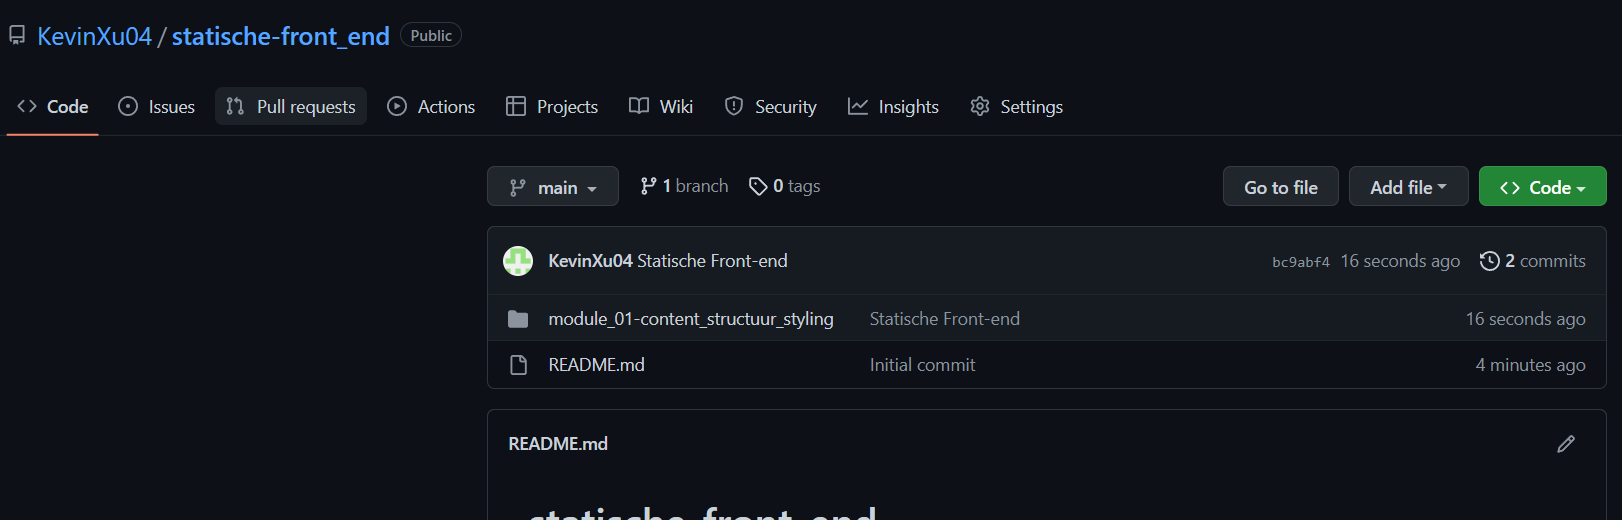 KevinXu04 / statische-front_end Public
Code Issues Pull requests Actions Projects Wiki Security Insights Settings
main 1 branch 0 tags Go to file Add file Code
KevinXu04 Statische Front-end bc9abf4 16 seconds ago 2 commits
module_01-content_structuur_styling Statische Front-end 16 seconds ago
README.md Initial commit 4 minutes ago
README.md
statische-front_end